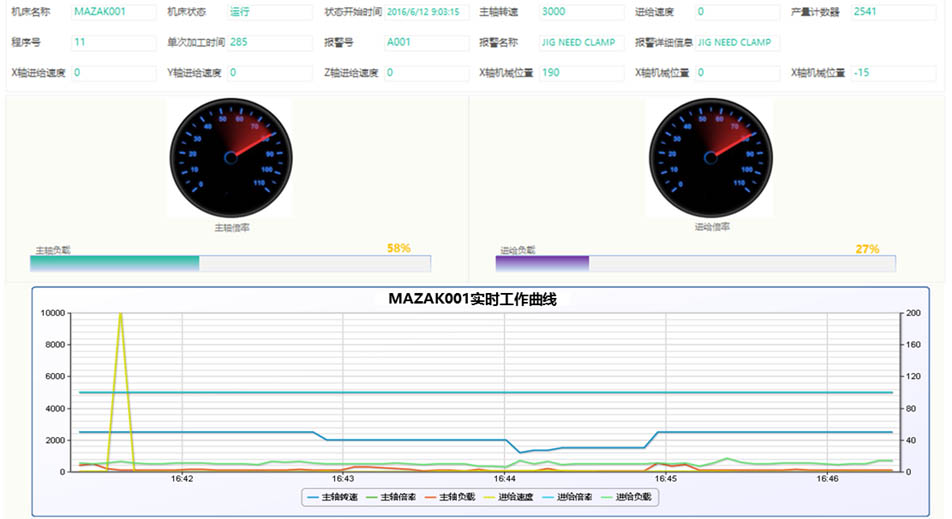 机床名称 MAZAK001 机床状态 运行 状态开始时间 2016/6/12 9:03:15 主轴转速 3000 进给速度 0 产量计数器 2541
程序号 11 单次加工时间 285 报警号 A001 报警名称 JIG NEED CLAMP 报警详细信息 JIG NEED CLAMP
X轴进给速度 0 Y轴进给速度 0 Z轴进给速度 0 X轴机械位置 190 X轴机械位置 0 X轴机械位置 -15
0 10 20 30 40 50 60 70 80 90 100 110
0 10 20 30 40 50 60 70 80 90 100 110
主轴倍率 进给倍率
主轴负载 58% 进给负载 27%
MAZAK001实时工作曲线
10000 200
8000 160
6000 120
4000 80
2000 40
0 0
16:42 16:43 16:44 16:45 16:46
主轴转速 主轴倍率 主轴负载 进给速度 进给倍率 进给负载